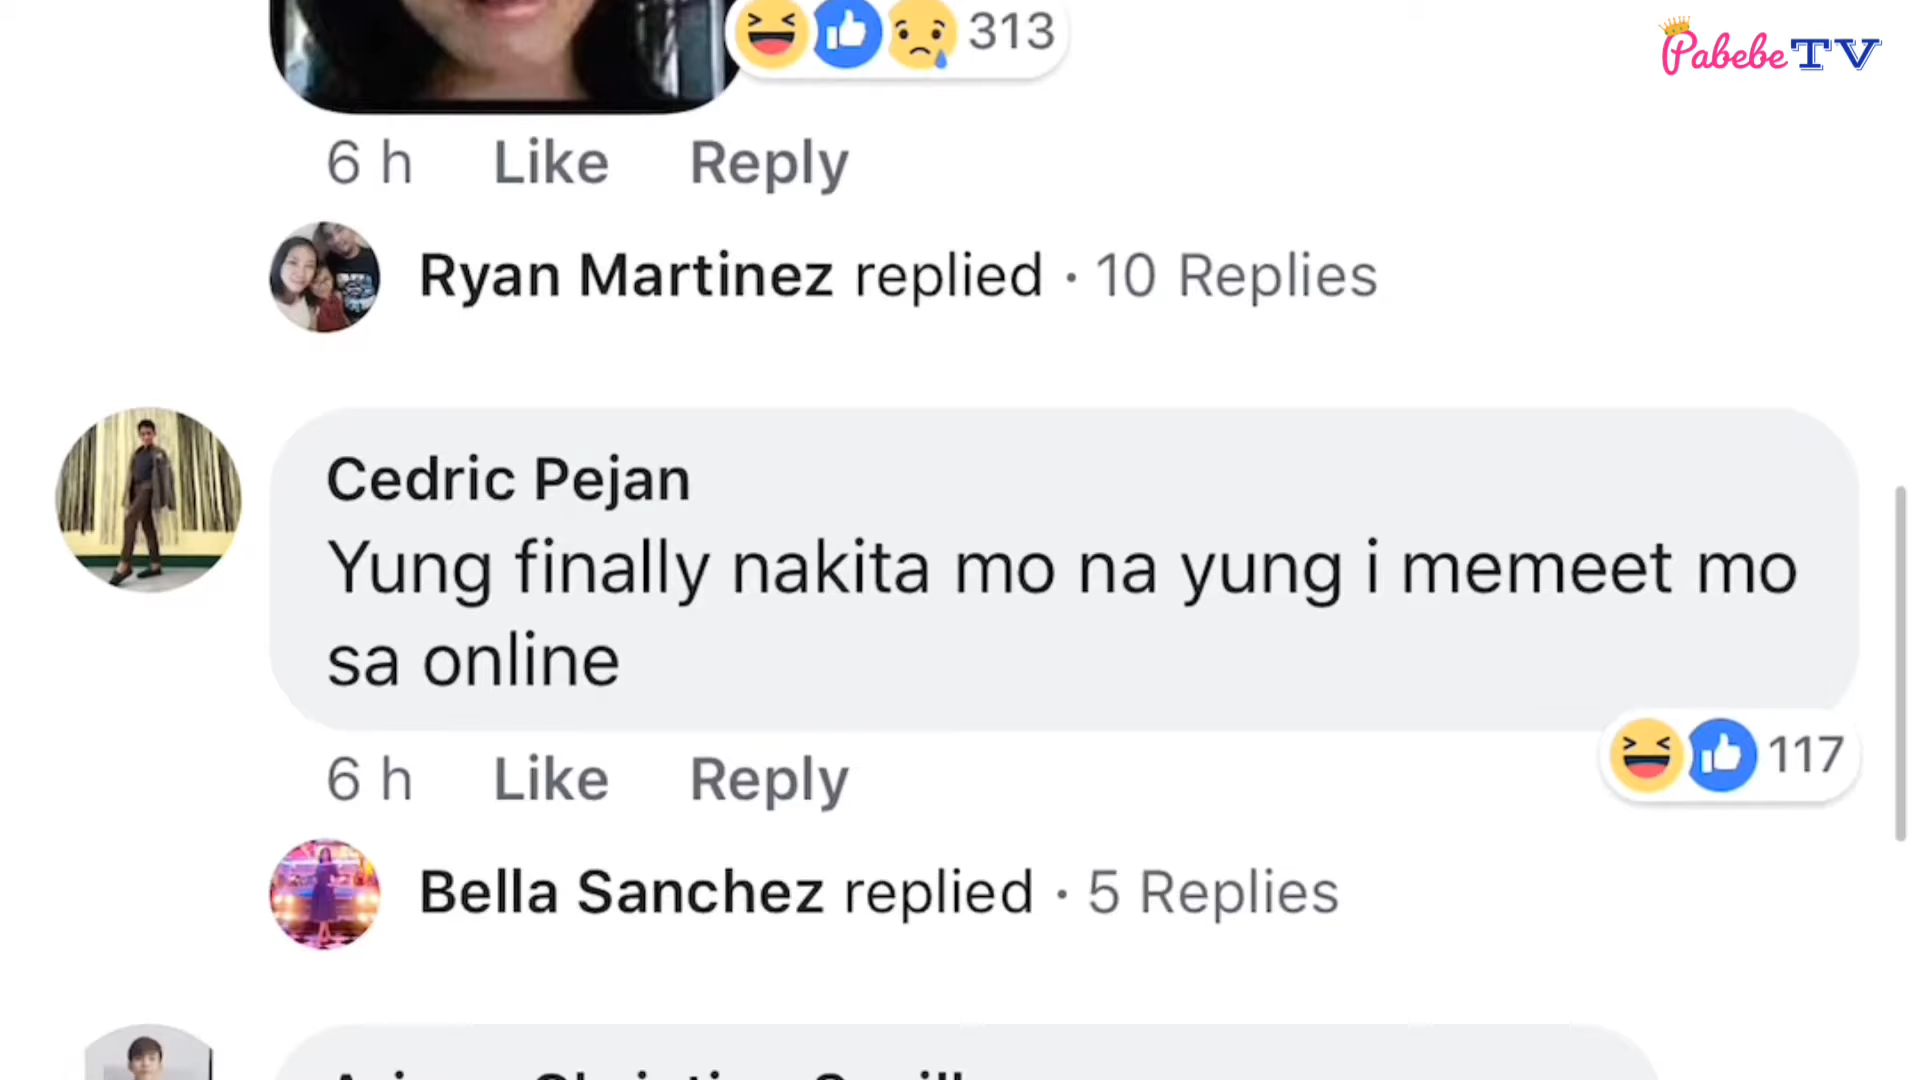 313
Pabebe TV
6 h Like Reply
Ryan Martinez replied · 10 Replies
Cedric Pejan
Yung finally nakita mo na yung i memeet mo
sa online
117
6 h Like Reply
Bella Sanchez replied · 5 Replies